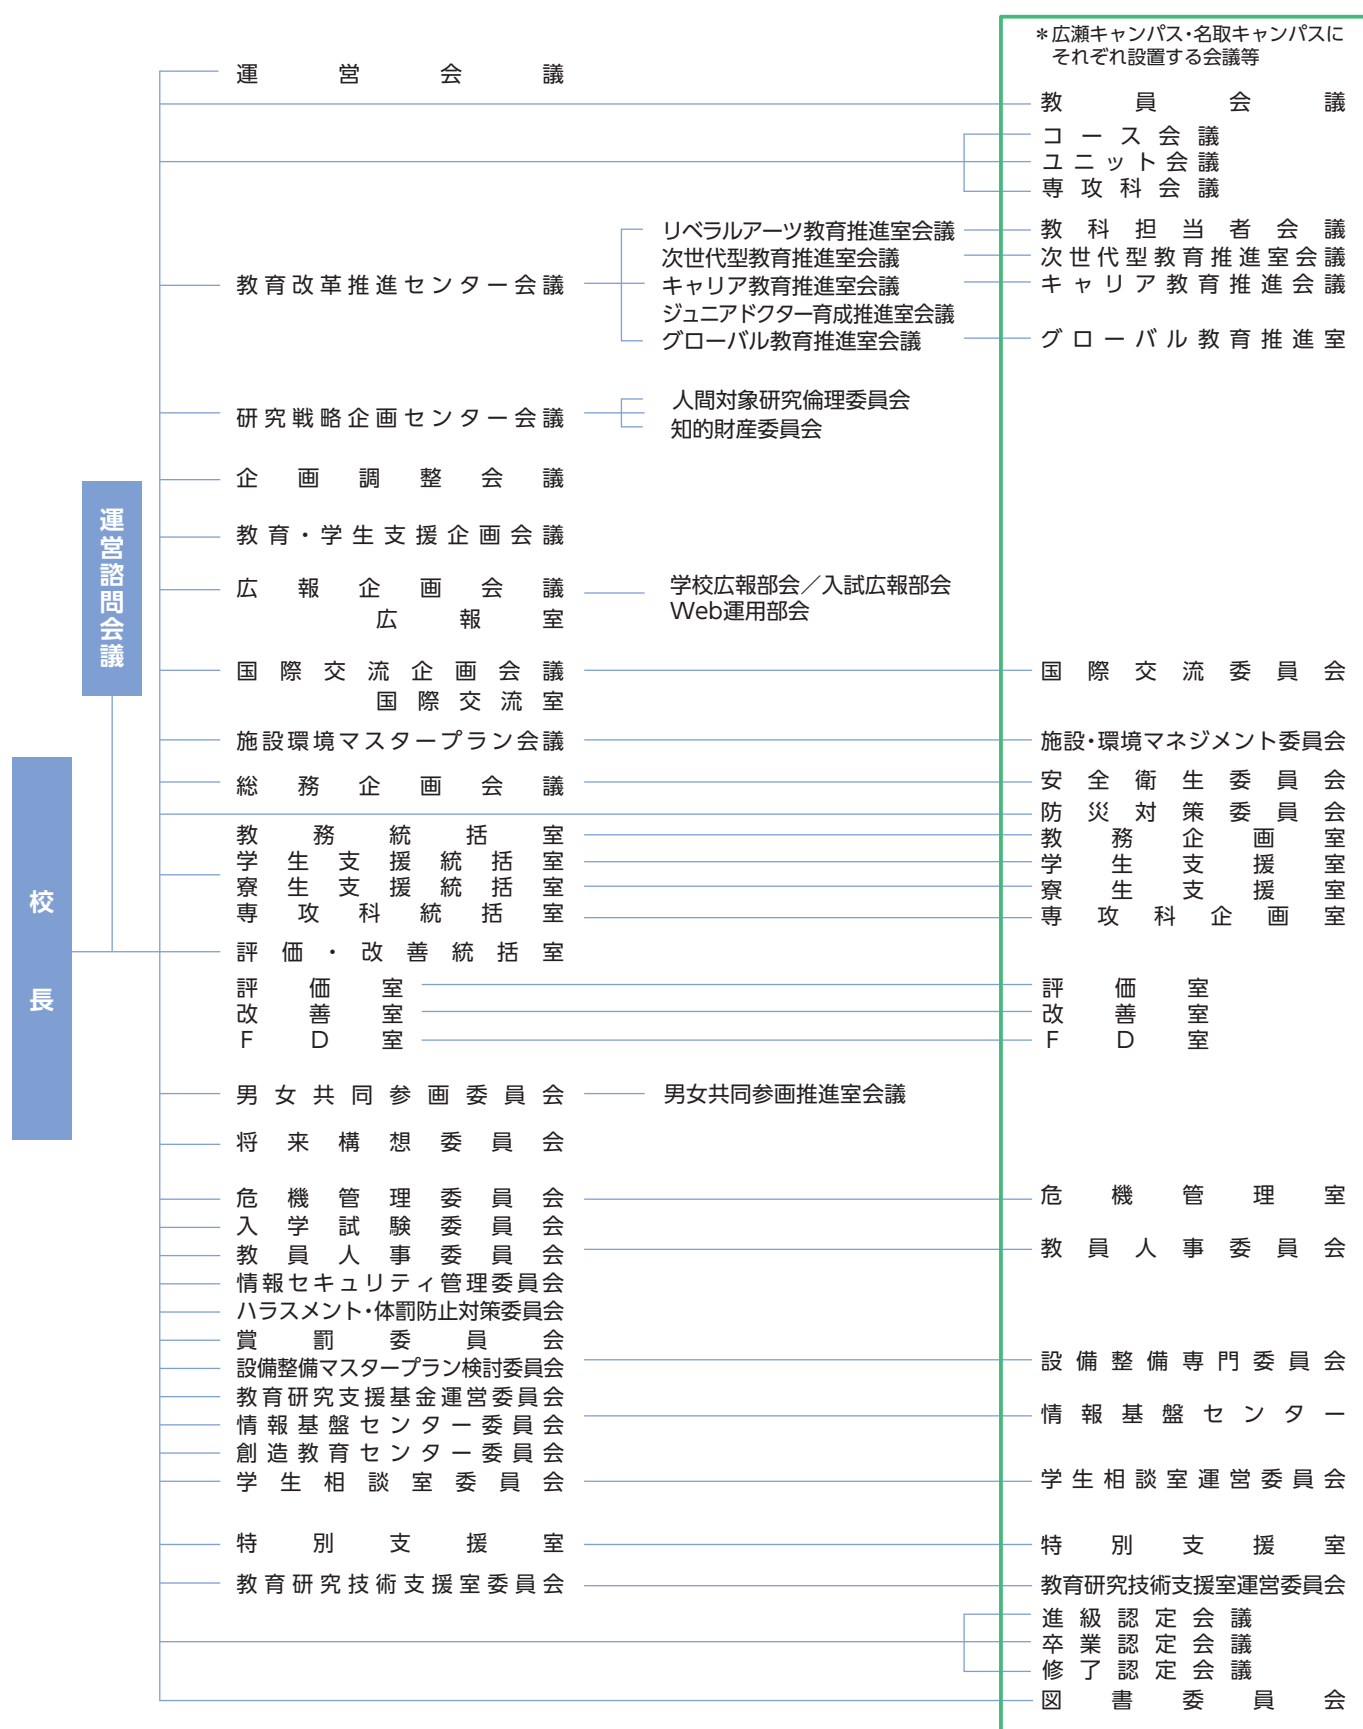 *広瀬キャンパス・名取キャンパスに
それぞれ設置する会議等
運営会議
教員会議
コース会議
ユニット会議
専攻科会議
教育改革推進センター会議
リベラルアーツ教育推進室会議
教科担当者会議
次世代型教育推進室会議
次世代型教育推進室会議
キャリア教育推進室会議
キャリア教育推進会議
ジュニアドクター育成推進室会議
グローバル教育推進室会議
グローバル教育推進室
研究戦略企画センター会議
人間対象研究倫理委員会
知的財産委員会
企画調整会議
教育・学生支援企画会議
広報企画会議
広報室
学校広報部会／入試広報部会
Web運用部会
国際交流企画会議
国際交流委員会
国際交流室
施設環境マスタープラン会議
施設・環境マネジメント委員会
総務企画会議
安全衛生委員会
防災対策委員会
教務統括室
教務企画室
学生支援統括室
学生支援室
寮生支援統括室
寮生支援室
専攻科統括室
専攻科企画室
評価・改善統括室
評価室
評価室
改善室
改善室
FD室
FD室
男女共同参画委員会
男女共同参画推進室会議
将来構想委員会
危機管理委員会
危機管理室
入学試験委員会
教員人事委員会
教員人事委員会
情報セキュリティ管理委員会
ハラスメント・体罰防止対策委員会
賞罰委員会
設備整備マスタープラン検討委員会
設備整備専門委員会
教育研究支援基金運営委員会
情報基盤センター委員会
情報基盤センター
創造教育センター委員会
学生相談室委員会
学生相談室運営委員会
特別支援室
特別支援室
教育研究技術支援室委員会
教育研究技術支援室運営委員会
進級認定会議
卒業認定会議
修了認定会議
図書委員会
運営諮問会議
校長